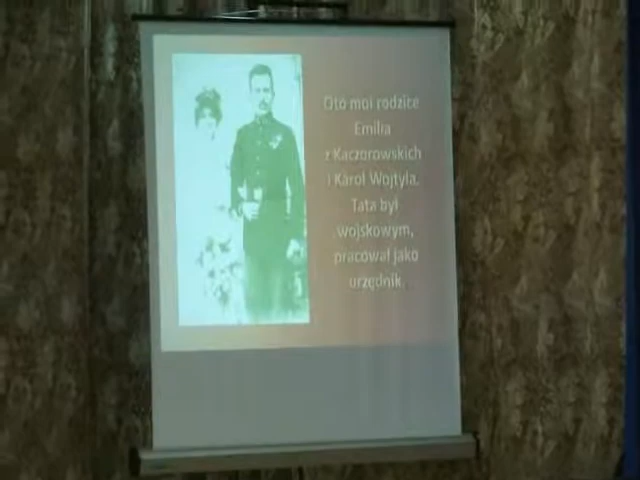 Oto moi rodzice
Emilia
z Kaczorowskich
i Karol Wojtyła.
Tata był
wojskowym,
pracował jako
urzędnik.